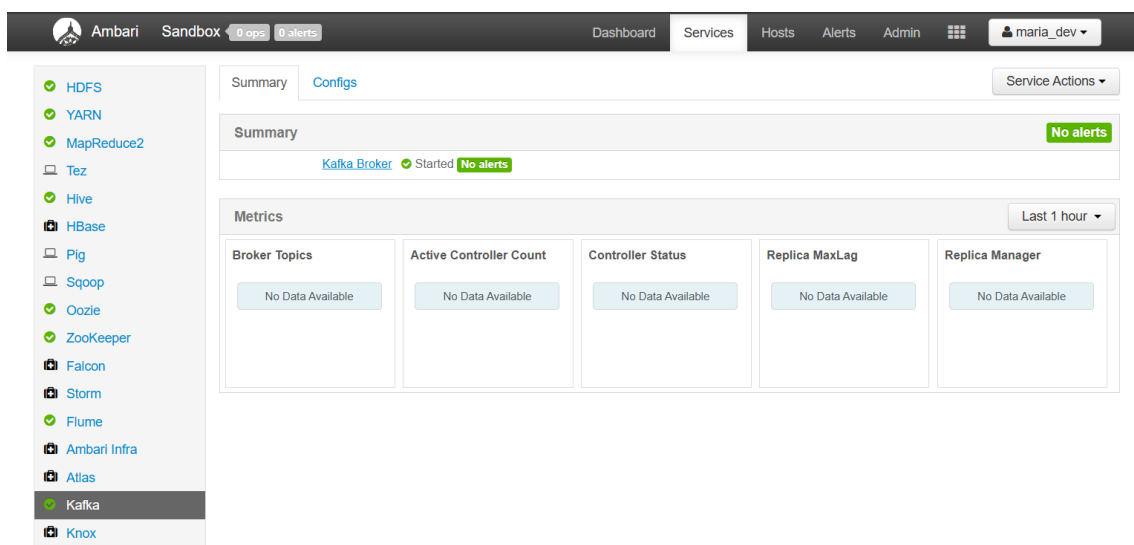 Ambari Sandbox 0 ops 0 alerts Dashboard Services Hosts Alerts Admin maria_dev
HDFS
YARN
MapReduce2
Tez
Hive
HBase
Pig
Sqoop
Oozie
ZooKeeper
Falcon
Storm
Flume
Ambari Infra
Atlas
Kafka
Knox
Summary Configs Service Actions
Summary No alerts
Kafka Broker Started No alerts
Metrics Last 1 hour
Broker Topics Active Controller Count Controller Status Replica MaxLag Replica Manager
No Data Available No Data Available No Data Available No Data Available No Data Available